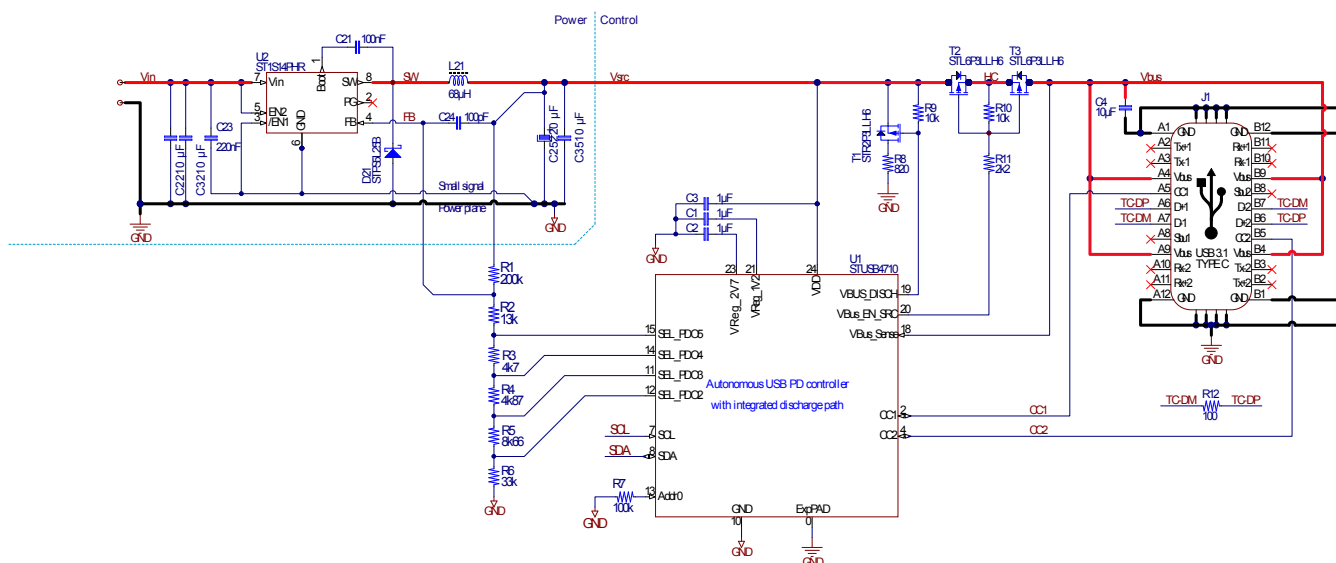 Power
Control
C21
100nF
U2
ST1S14PHR
1
Boot
Vin
7
Vin
SW
8
SW
L21
68µH
Vsrc
PG
2
5
EN2
3
/EN1
GND
6
FB
4
FB
C24
100pF
C2210 µF
C3210 µF
C23
220nF
D21
STPS5L25B
C25220 µF
C3510 µF
Small signal
Power plane
GND
GND
T2
STL6P3LLH6
T3
STL6P3LLH6
HC
Vbus
T1
STR2P3LLH6
R9
10k
R10
10k
R8
820
R11
2k2
GND
C4
10µF
J1
A1
GND
GND
B12
A2
Tx+1
Rx+1
B11
A3
Tx-1
Rx-1
B10
A4
Vbus
Vbus
B9
A5
CC1
Sbu2
B8
TC-DP
A6
D+1
D-2
B7
TC-DM
TC-DM
A7
D-1
D+2
B6
TC-DP
A8
Sbu1
CC2
B5
A9
Vbus
Vbus
B4
A10
Rx-2
Tx-2
B3
A11
Rx+2
Tx+2
B2
A12
GND
GND
B1
USB 3.1
TYPE C
GND
C3
1µF
C1
1µF
C2
1µF
GND
23
21
24
U1
STUSB4710
VReg_2V7
VReg_1V2
VDD
VBUS_DISCH
19
VBus_EN_SRC
20
VBus_Sense
18
15
SEL_PDO5
14
SEL_PDO4
11
SEL_PDO3
12
SEL_PDO2
Autonomous USB PD controller
with integrated discharge path
SCL
7
SCL
SDA
8
SDA
CC1
2
CC1
CC2
4
CC2
R7
100k
13
Addr0
GND
GND
10
ExpPAD
0
GND
GND
R1
200k
R2
13k
R3
4k7
R4
4k87
R5
8k66
R6
33k
GND
TC-DM
R12
100
TC-DP